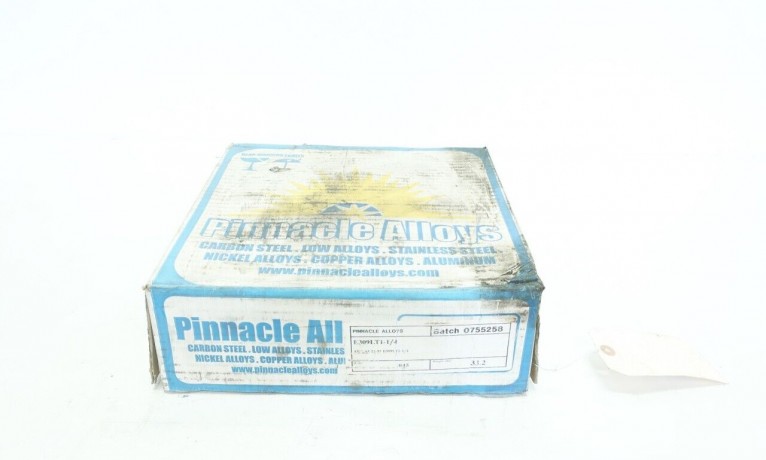 Pinnacle Alloys
CARBON STEEL . LOW ALLOYS . STAINLESS STEEL
NICKEL ALLOYS . COPPER ALLOYS . ALUMINUM
www.pinnaclealloys.com
Pinnacle All
CARBON STEEL . LOW ALLOYS . STAINLES
NICKEL ALLOYS . COPPER ALLOYS . ALU
www.pinnaclealloys.com
PINNACLE ALLOYS
Batch 0755258
E309LT1-1/4
33.2